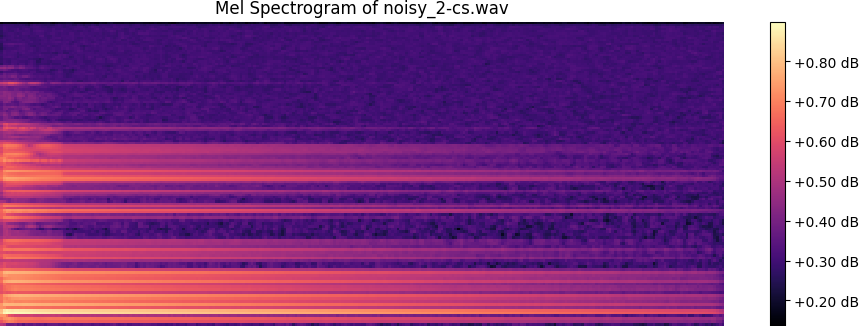 Mel Spectrogram of noisy_2-cs.wav
+0.80 dB
+0.70 dB
+0.60 dB
+0.50 dB
+0.40 dB
+0.30 dB
+0.20 dB